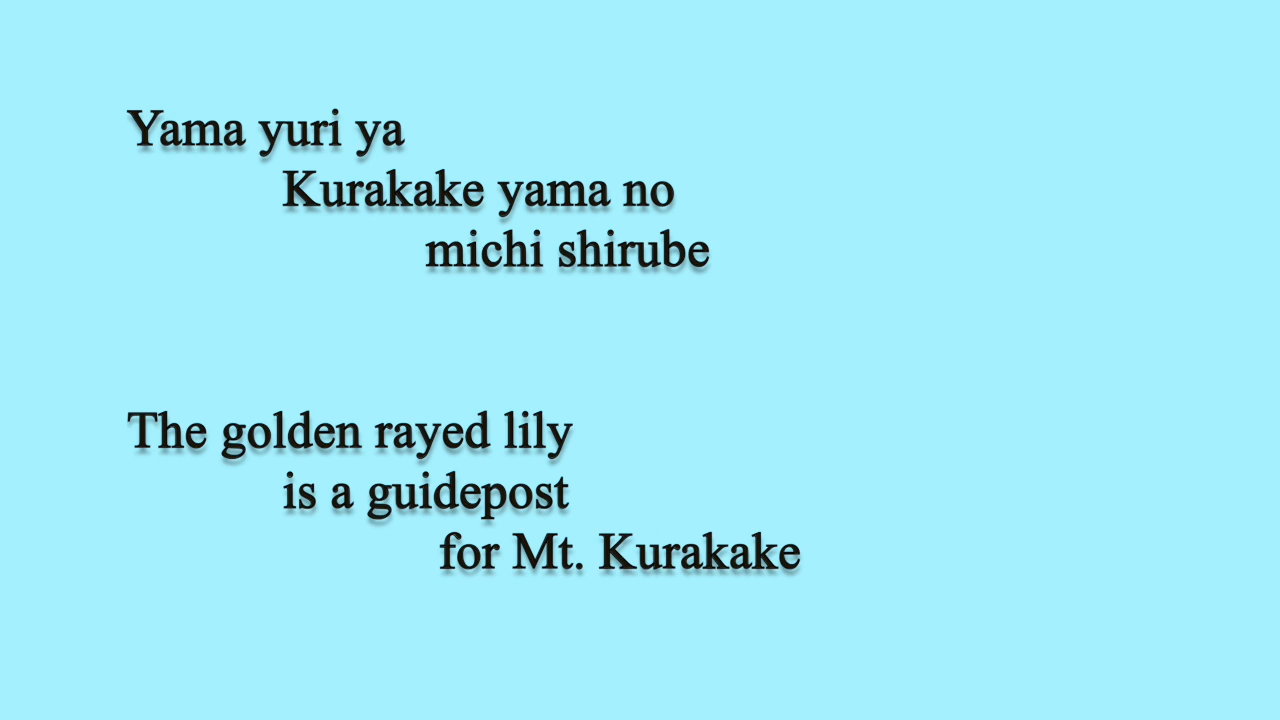 Yama yuri ya
Kurakake yama no
michi shirube
The golden rayed lily
is a guidepost
for Mt. Kurakake